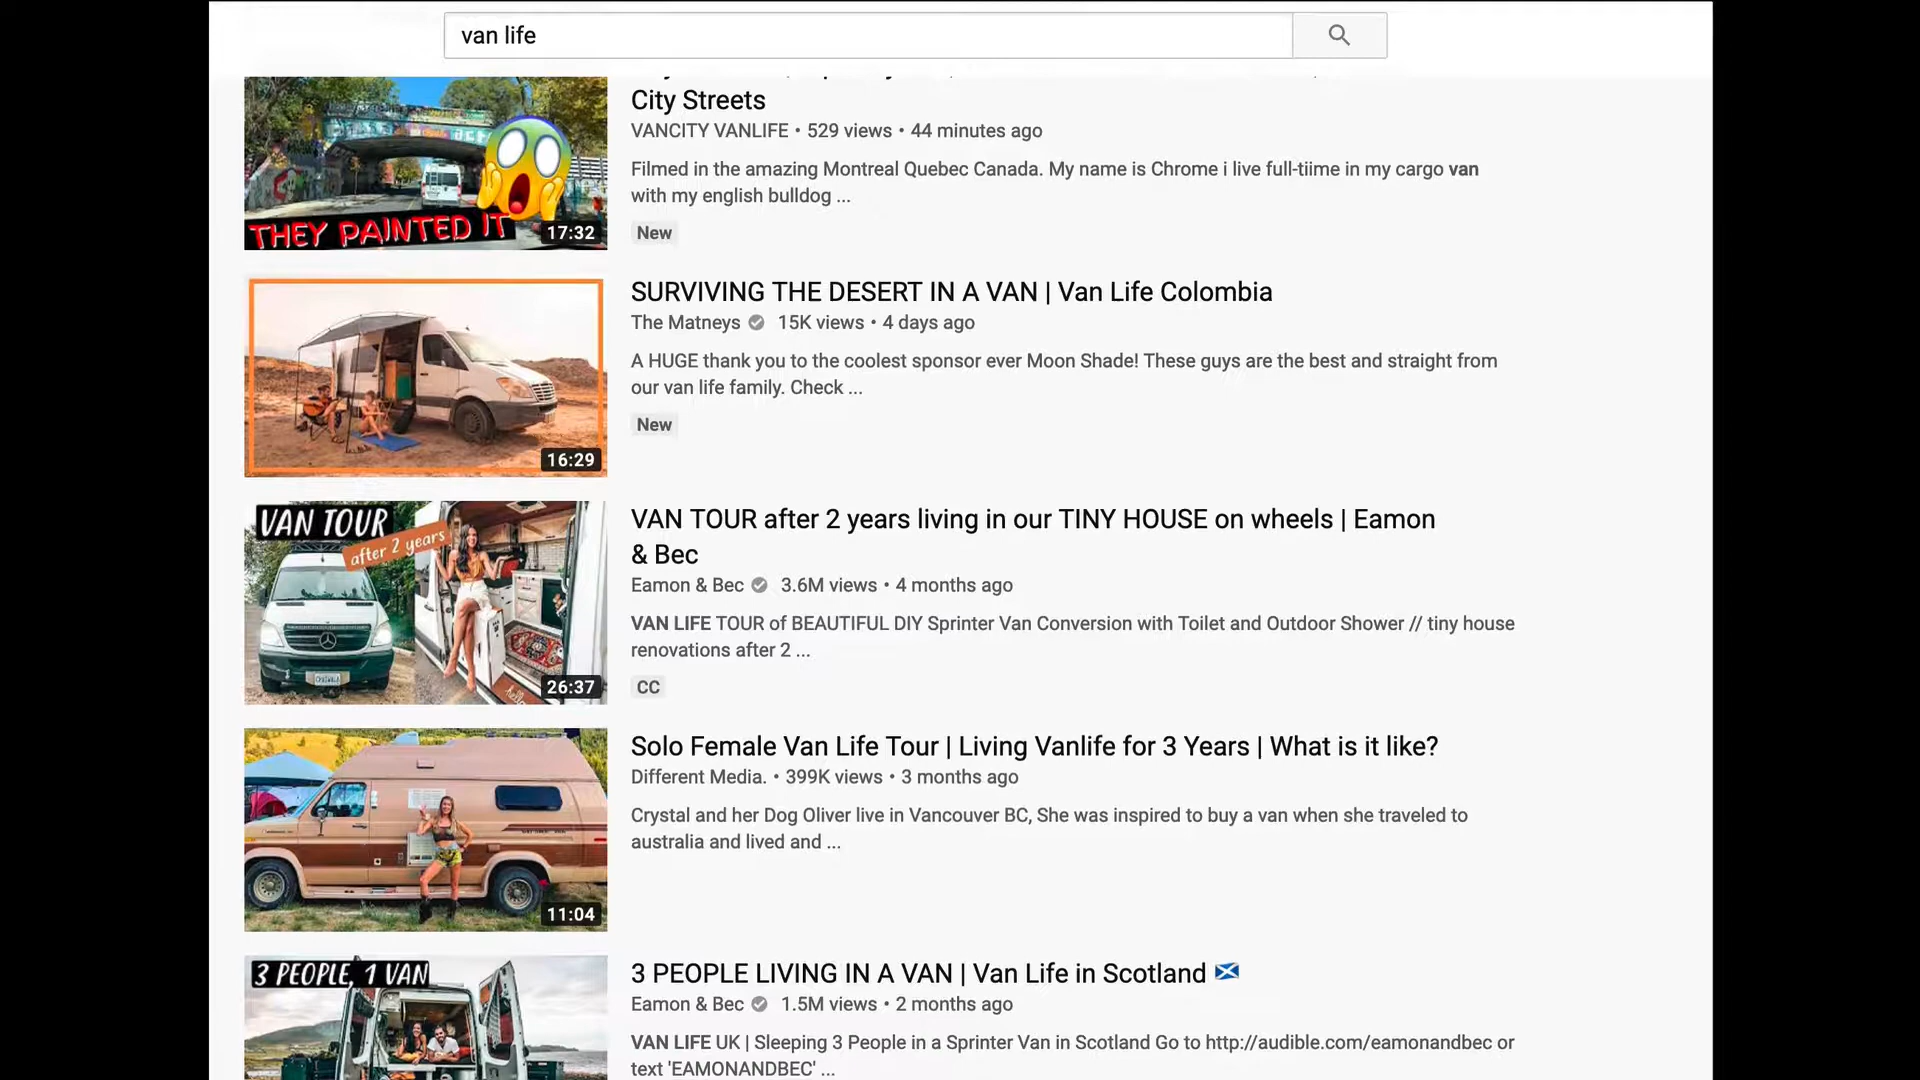 van life
City Streets
VANCITY VANLIFE • 529 views • 44 minutes ago
Filmed in the amazing Montreal Quebec Canada. My name is Chrome i live full-tiime in my cargo van
with my english bulldog ...
New
THEY PAINTED IT
17:32
SURVIVING THE DESERT IN A VAN | Van Life Colombia
The Matneys 15K views • 4 days ago
A HUGE thank you to the coolest sponsor ever Moon Shade! These guys are the best and straight from
our van life family. Check ...
New
16:29
VAN TOUR
after 2 years
26:37
VAN TOUR after 2 years living in our TINY HOUSE on wheels | Eamon
& Bec
Eamon & Bec 3.6M views • 4 months ago
VAN LIFE TOUR of BEAUTIFUL DIY Sprinter Van Conversion with Toilet and Outdoor Shower // tiny house
renovations after 2 ...
CC
Solo Female Van Life Tour | Living Vanlife for 3 Years | What is it like?
Different Media. • 399K views • 3 months ago
Crystal and her Dog Oliver live in Vancouver BC, She was inspired to buy a van when she traveled to
australia and lived and ...
11:04
3 PEOPLE, 1 VAN
3 PEOPLE LIVING IN A VAN | Van Life in Scotland
Eamon & Bec 1.5M views • 2 months ago
VAN LIFE UK | Sleeping 3 People in a Sprinter Van in Scotland Go to http://audible.com/eamonandbec or
text 'EAMONANDBEC' ...